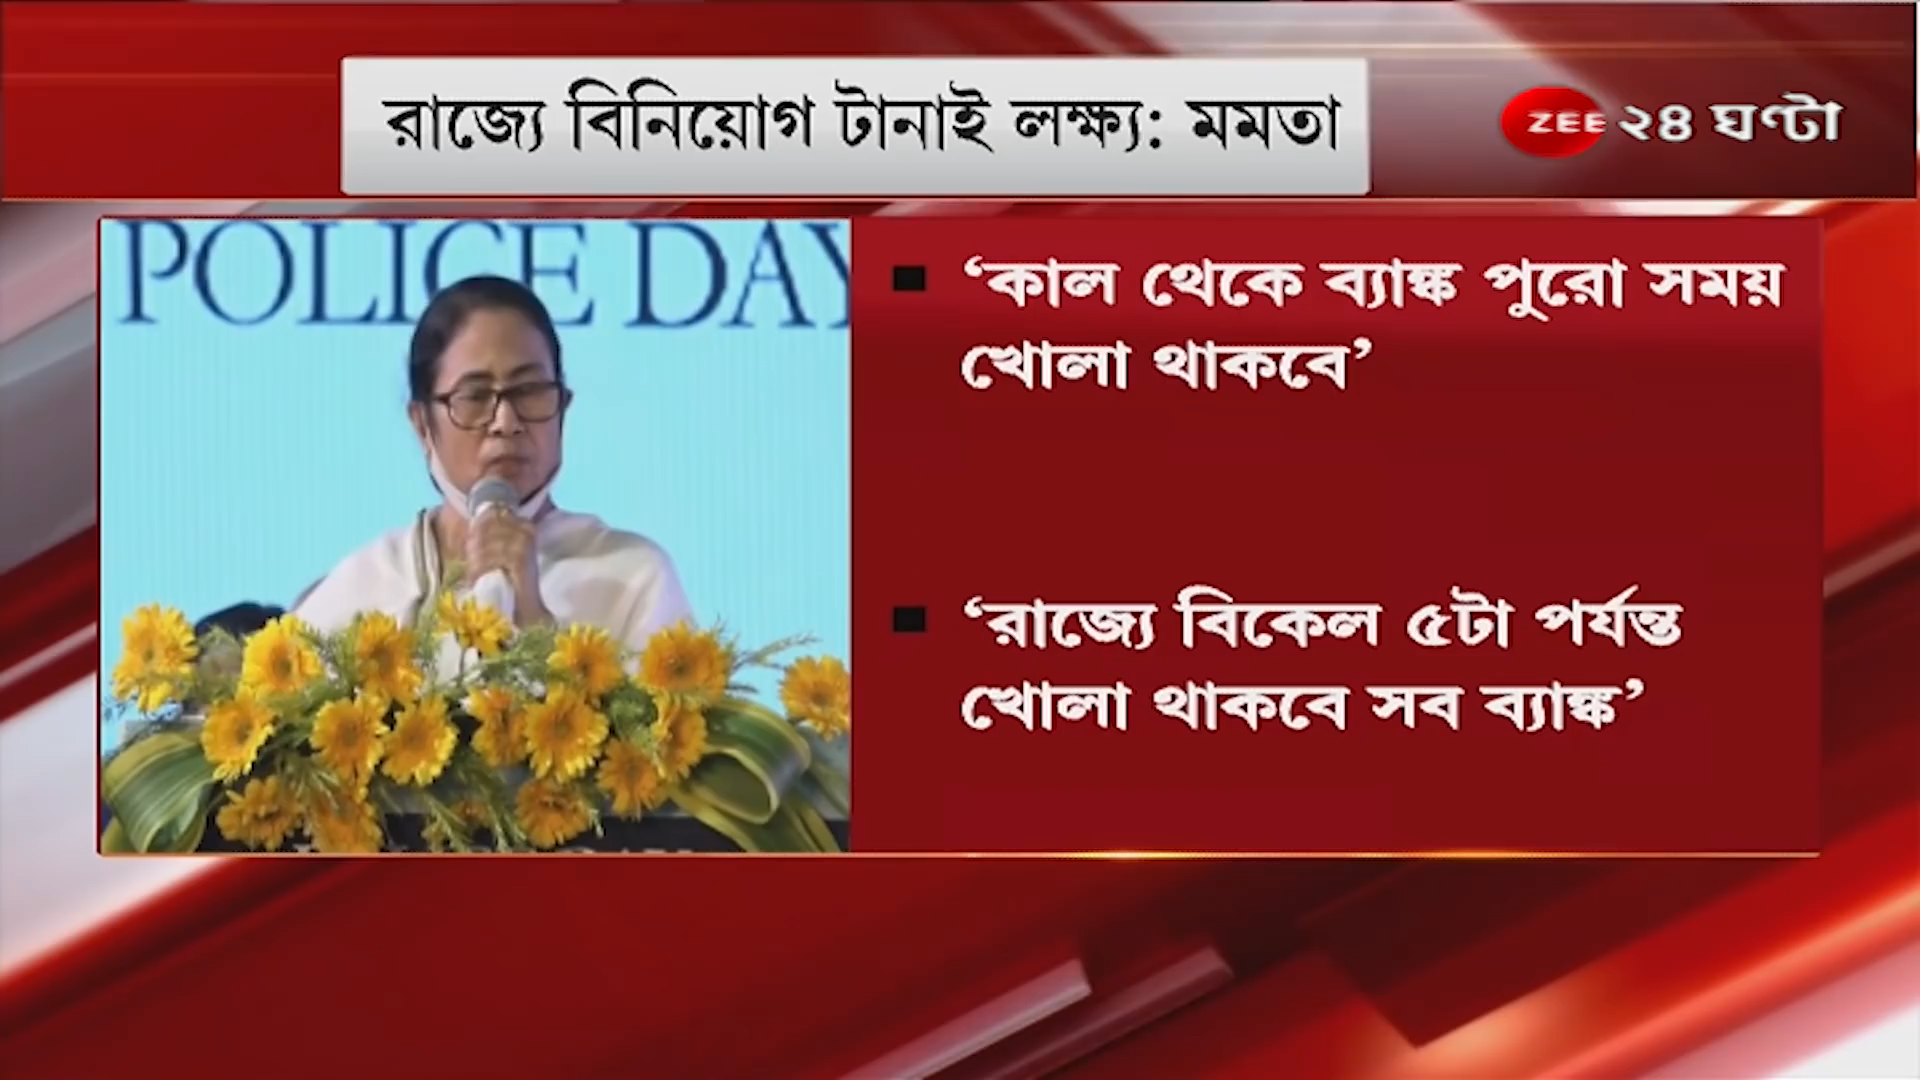 রাজ্যে বিনিয়োগ টানাই লক্ষ্য: মমতা
ZEE ২৪ ঘণ্টা
POLICE DAY
‘কাল থেকে ব্যাঙ্ক পুরো সময়
খোলা থাকবে’
‘রাজ্যে বিকেল ৫টা পর্যন্ত
খোলা থাকবে সব ব্যাঙ্ক’